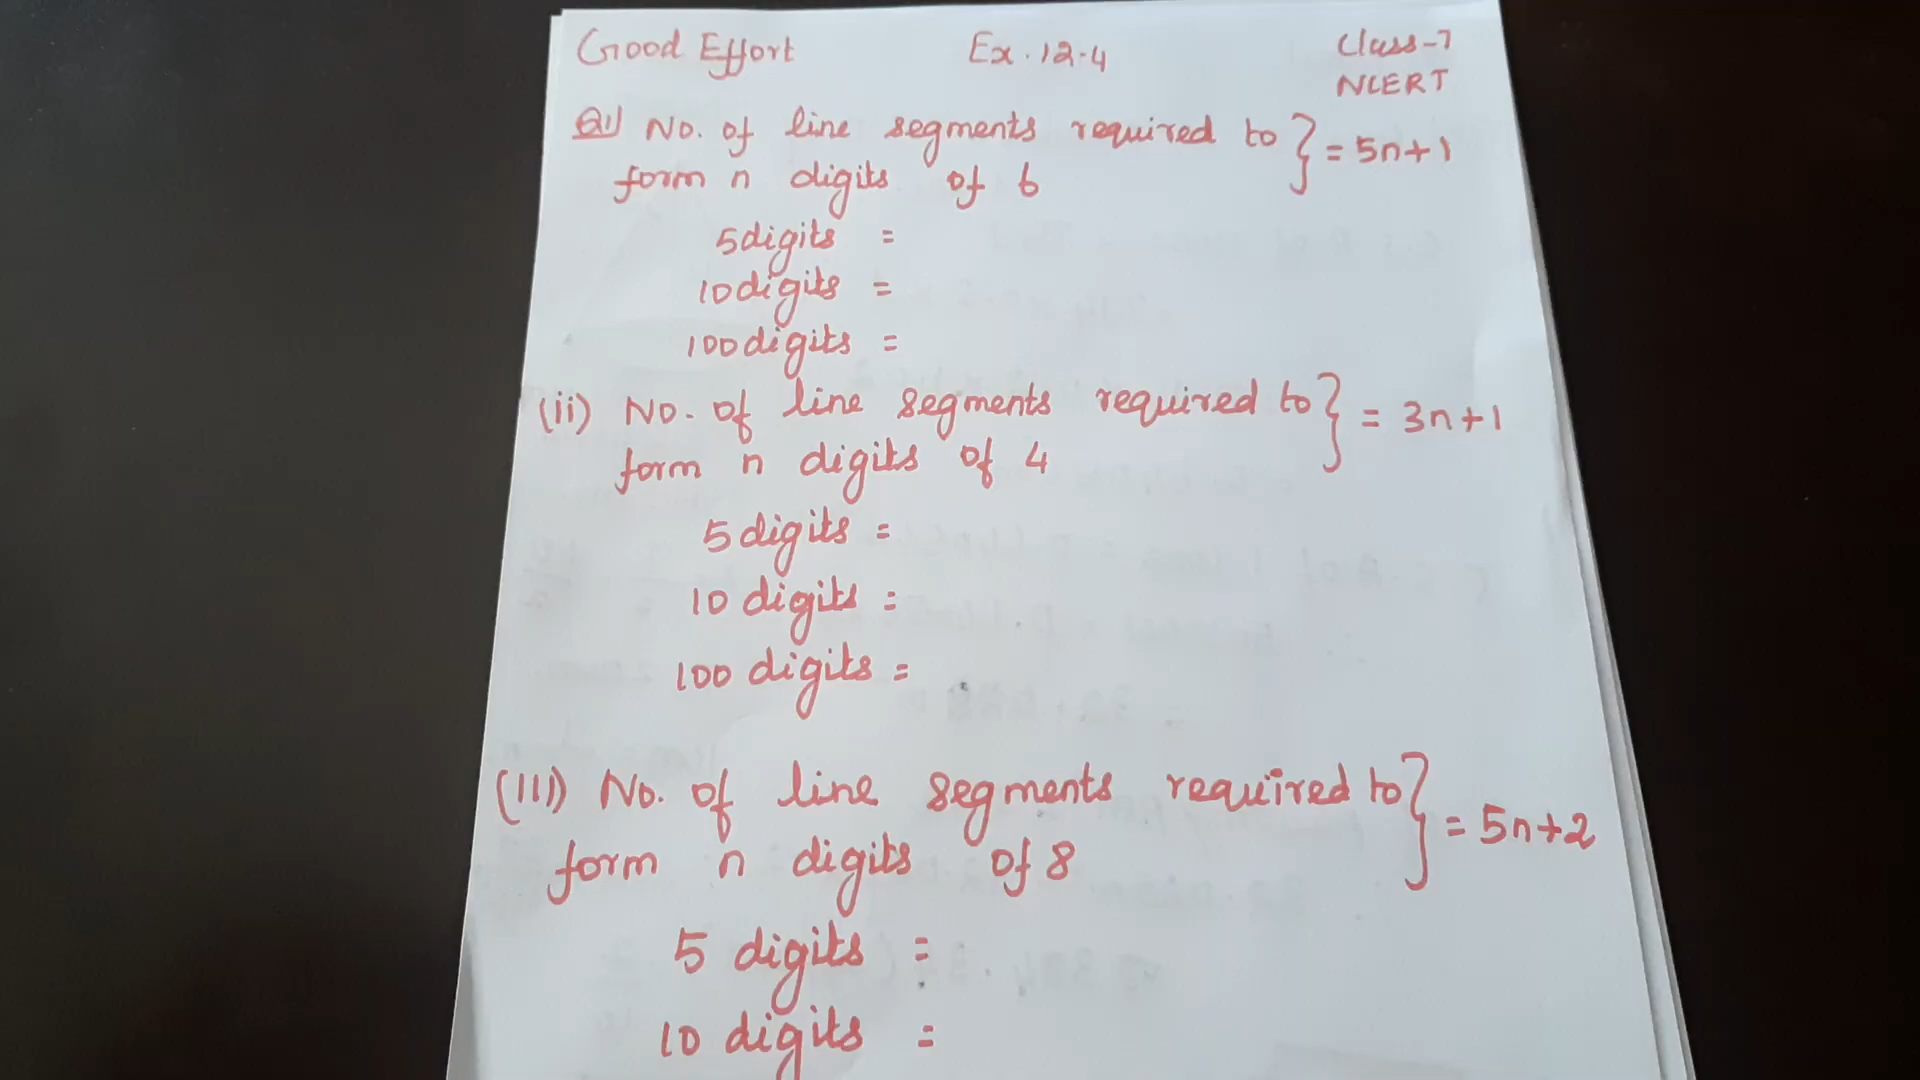 Good Effort Ex. 12.4 Class-7
NCERT
Q1) No. of line segments required to } = 5n+1
form n digits of 6
5digits =
10digits =
100digits =
(ii) No. of line segments required to } = 3n+1
form n digits of 4
5 digits =
10 digits =
100 digits =
(iii) No. of line segments required to } = 5n+2
form n digits of 8
5 digits =
10 digits =